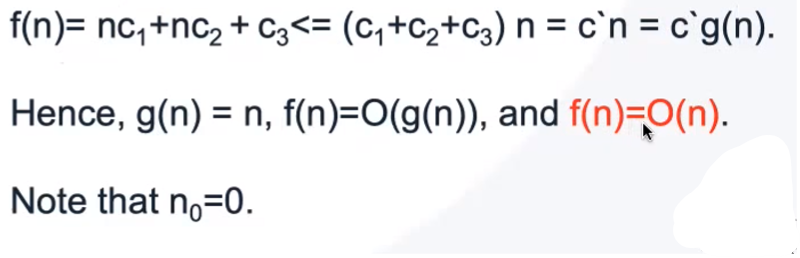 f(n)= nc₁+nc₂ + c₃<= (c₁+c₂+c₃) n = c`n = c`g(n).
Hence, g(n) = n, f(n)=O(g(n)), and f(n)=O(n).
Note that n₀=0.